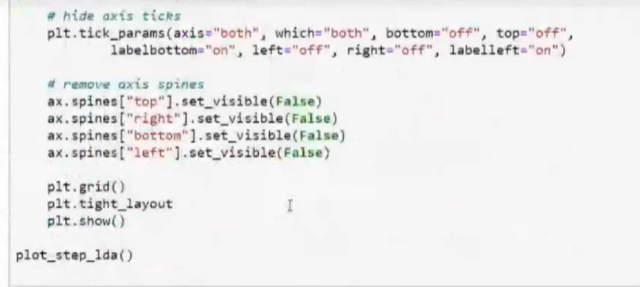 # hide axis ticks
plt.tick_params(axis="both", which="both", bottom="off", top="off",
labelbottom="on", left="off", right="off", labelleft="on")
# remove axis spines
ax.spines["top"].set_visible(False)
ax.spines["right"].set_visible(False)
ax.spines["bottom"].set_visible(False)
ax.spines["left"].set_visible(False)
plt.grid()
plt.tight_layout
plt.show()
plot_step_lda()